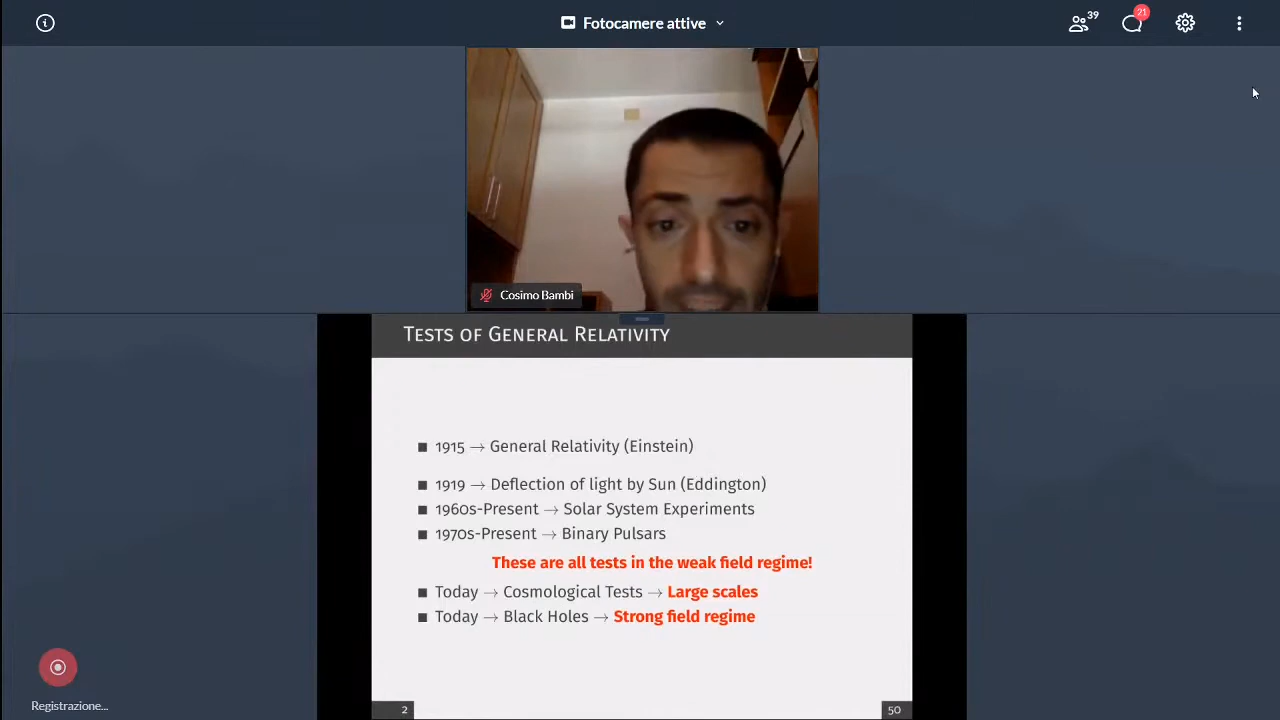 Fotocamere attive
39
21
Cosimo Bambi
Tests of General Relativity
■ 1915 → General Relativity (Einstein)
■ 1919 → Deflection of light by Sun (Eddington)
■ 1960s-Present → Solar System Experiments
■ 1970s-Present → Binary Pulsars
These are all tests in the weak field regime!
■ Today → Cosmological Tests → Large scales
■ Today → Black Holes → Strong field regime
Registrazione...
2
50